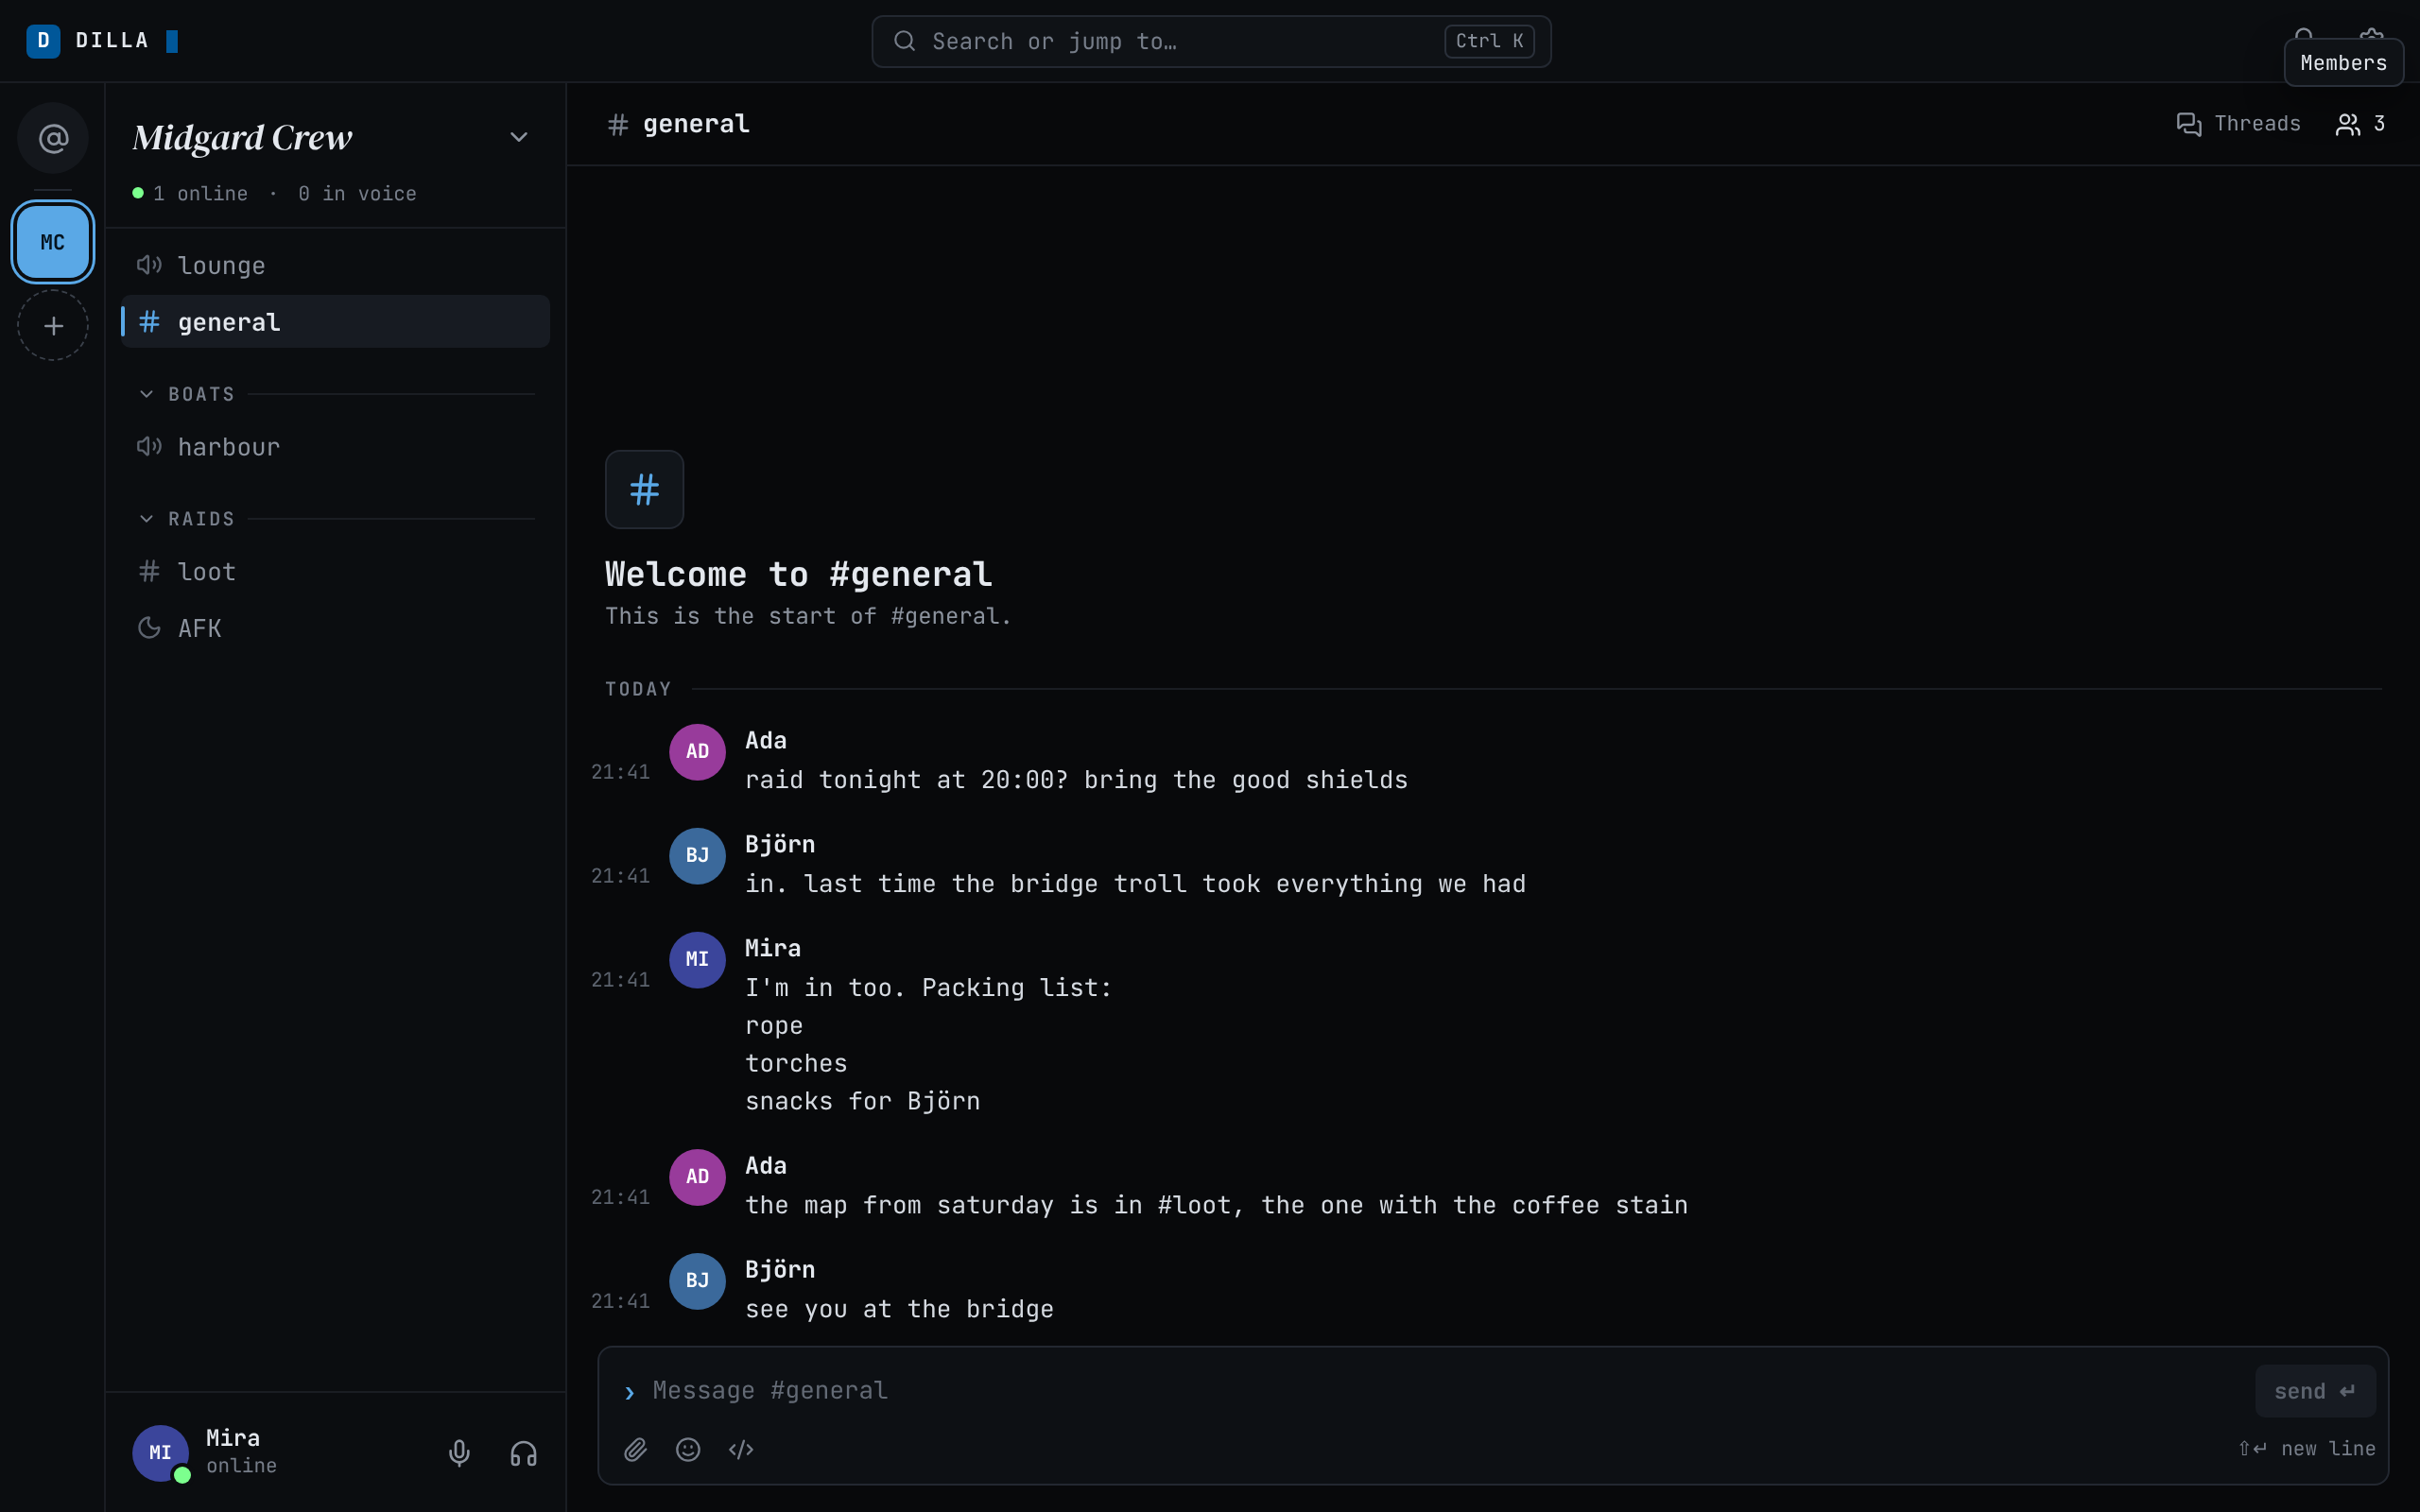 D DILLA
Search or jump to…
Ctrl K
Members
@
MC
+
Midgard Crew
1 online · 0 in voice
lounge
# general
BOATS
harbour
RAIDS
# loot
AFK
MI
Mira
online
# general
Threads
3
#
Welcome to #general
This is the start of #general.
TODAY
AD
Ada
21:41
raid tonight at 20:00? bring the good shields
BJ
Björn
21:41
in. last time the bridge troll took everything we had
MI
Mira
21:41
I'm in too. Packing list:
rope
torches
snacks for Björn
AD
Ada
21:41
the map from saturday is in #loot, the one with the coffee stain
BJ
Björn
21:41
see you at the bridge
› Message #general
send ↵
⇧↵ new line